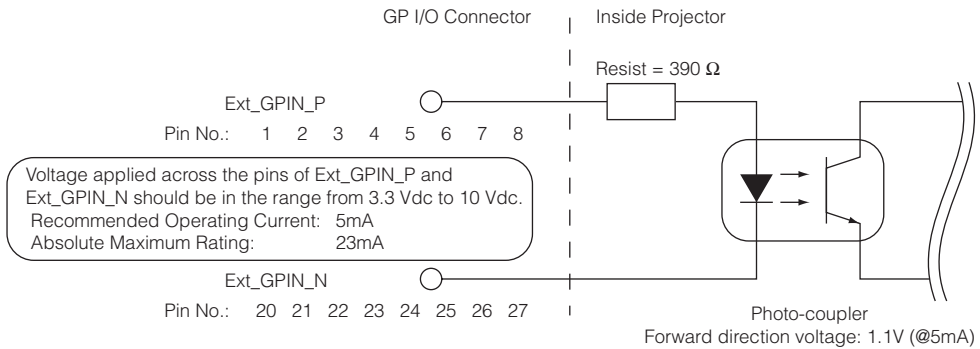 GP I/O Connector
Inside Projector
Resist = 390 Ω
Ext_GPIN_P
Pin No.: 1 2 3 4 5 6 7 8
Voltage applied across the pins of Ext_GPIN_P and
Ext_GPIN_N should be in the range from 3.3 Vdc to 10 Vdc.
Recommended Operating Current: 5mA
Absolute Maximum Rating: 23mA
Ext_GPIN_N
Pin No.: 20 21 22 23 24 25 26 27
Photo-coupler
Forward direction voltage: 1.1V (@5mA)